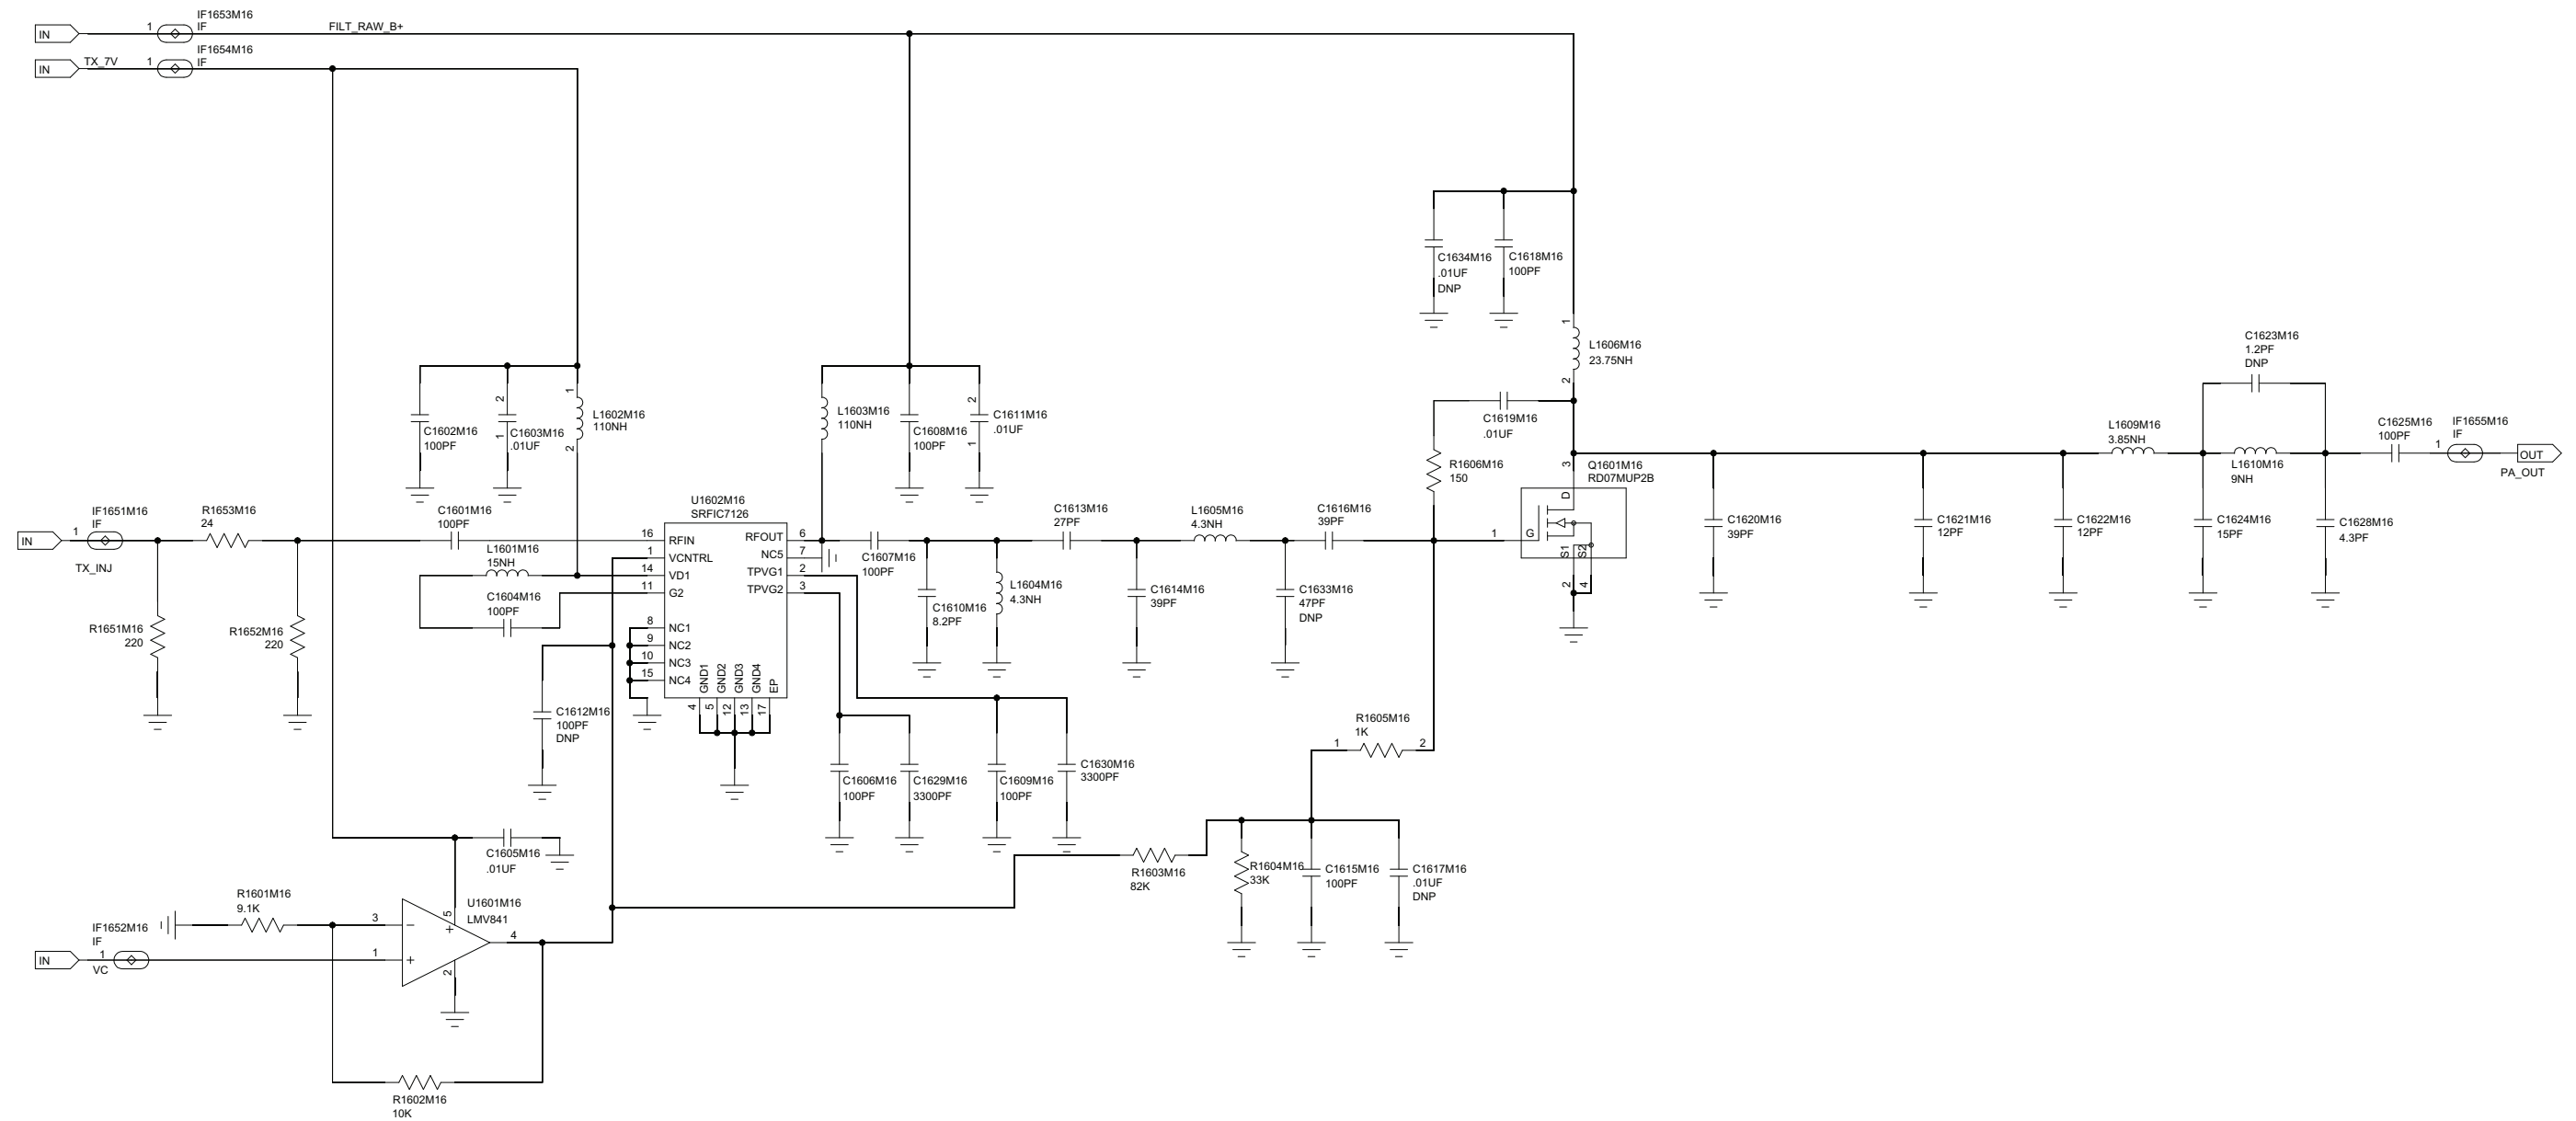 IF1653M16
IN
1
IF
FILT_RAW_B+
IF1654M16
IN
TX_7V
1
IF
C1634M16
.01UF
DNP
C1618M16
100PF
1
L1606M16
23.75NH
2
C1619M16
.01UF
R1606M16
150
C1623M16
1.2PF
DNP
L1609M16
3.85NH
L1610M16
9NH
C1625M16
100PF
IF1655M16
IF
1
OUT
PA_OUT
C1602M16
100PF
2
C1603M16
1
.01UF
1
L1602M16
110NH
2
L1603M16
110NH
C1608M16
100PF
2
C1611M16
.01UF
1
3
Q1601M16
RD07MUP2B
D
G
S1
S2
1
2
4
C1620M16
39PF
C1621M16
12PF
C1622M16
12PF
C1624M16
15PF
C1628M16
4.3PF
IN
1
IF1651M16
IF
TX_INJ
R1653M16
24
R1651M16
220
R1652M16
220
C1601M16
100PF
L1601M16
15NH
C1604M16
100PF
U1602M16
SRFIC7126
16
RFIN
1
VCNTRL
14
VD1
11
G2
8
NC1
9
NC2
10
NC3
15
NC4
RFOUT
6
NC5
7
TPVG1
2
TPVG2
3
GND1
GND2
GND3
GND4
EP
4
5
12
13
17
C1607M16
100PF
C1610M16
8.2PF
L1604M16
4.3NH
C1613M16
27PF
C1614M16
39PF
L1605M16
4.3NH
C1616M16
39PF
C1633M16
47PF
DNP
C1612M16
100PF
DNP
C1606M16
100PF
C1629M16
3300PF
C1609M16
100PF
C1630M16
3300PF
R1605M16
1K
1
2
C1605M16
.01UF
R1603M16
82K
R1604M16
33K
C1615M16
100PF
C1617M16
.01UF
DNP
R1601M16
9.1K
U1601M16
LMV841
3
−
5
+
4
1
+
2
IF1652M16
IF
IN
1
VC
R1602M16
10K